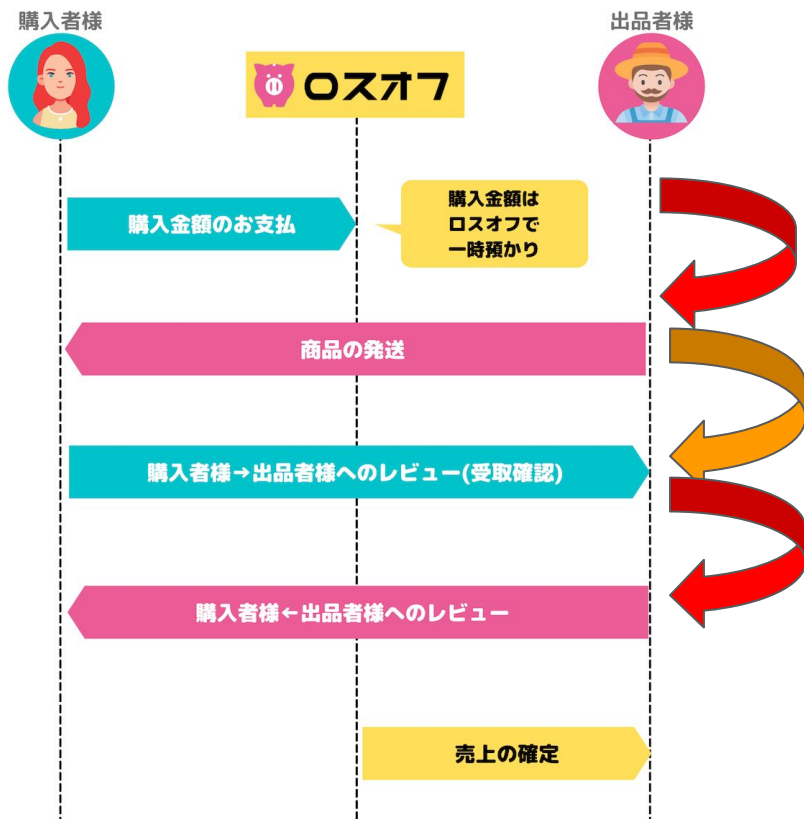 購入者様
ロスオフ
出品者様
購入金額のお支払
購入金額は
ロスオフで
一時預かり
商品の発送
購入者様→出品者様へのレビュー(受取確認)
購入者様←出品者様へのレビュー
売上の確定